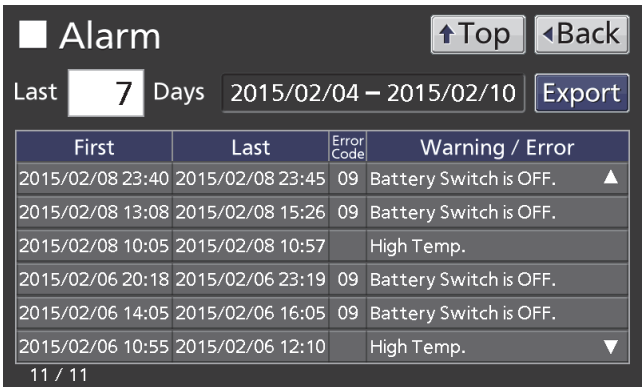 Alarm
Top
Back
Last 7 Days 2015/02/04 – 2015/02/10 Export
First Last Error Code Warning / Error
2015/02/08 23:40 2015/02/08 23:45 09 Battery Switch is OFF.
2015/02/08 13:08 2015/02/08 15:26 09 Battery Switch is OFF.
2015/02/08 10:05 2015/02/08 10:57 High Temp.
2015/02/06 20:18 2015/02/06 23:19 09 Battery Switch is OFF.
2015/02/06 14:05 2015/02/06 16:05 09 Battery Switch is OFF.
2015/02/06 10:55 2015/02/06 12:10 High Temp.
11 / 11